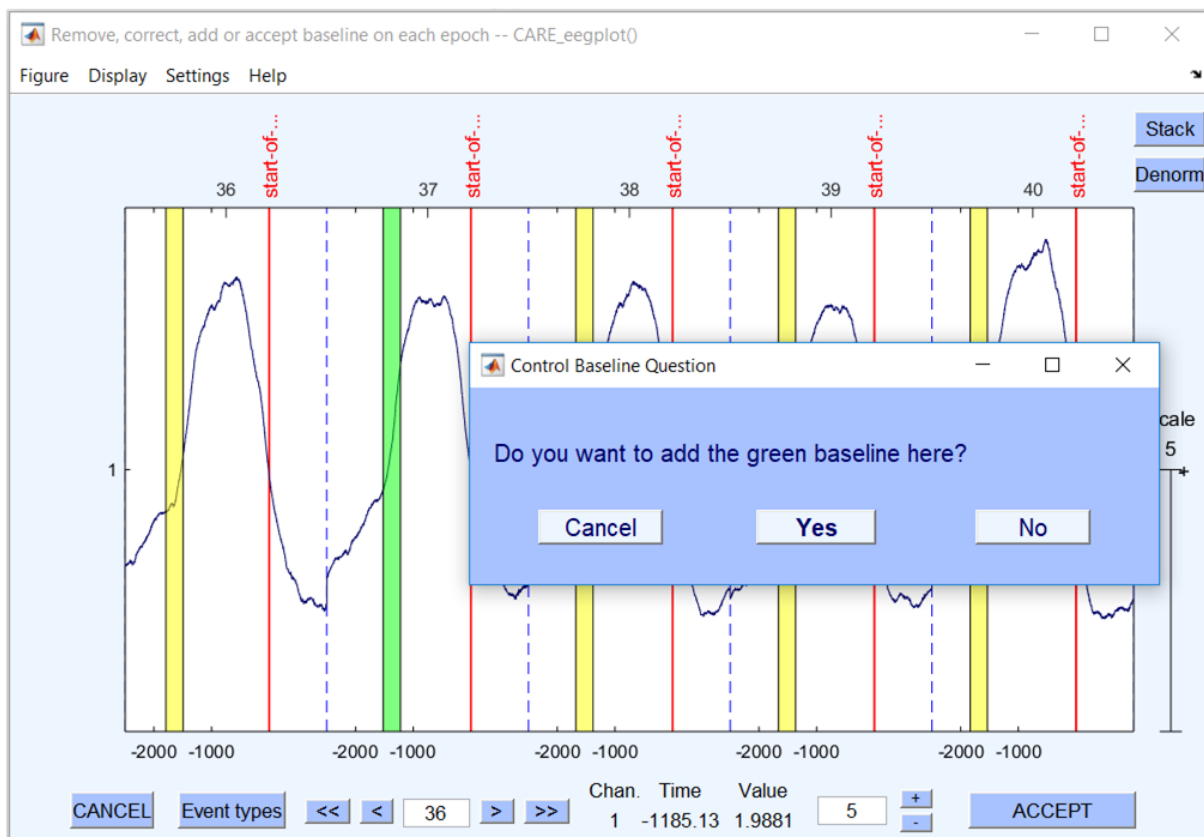 Remove, correct, add or accept baseline on each epoch -- CARE_eegplot()
Figure Display Settings Help
start-of-... start-of-... start-of-... start-of-... start-of-...
Stack
36 37 38 39 40
Denorm
Control Baseline Question
Do you want to add the green baseline here?
Cancel Yes No
cale
5
+
1
-2000 -1000 -2000 -1000 -2000 -1000 -2000 -1000 -2000 -1000
Chan. Time Value
CANCEL Event types << < 36 > >> 1 -1185.13 1.9881 5 + - ACCEPT